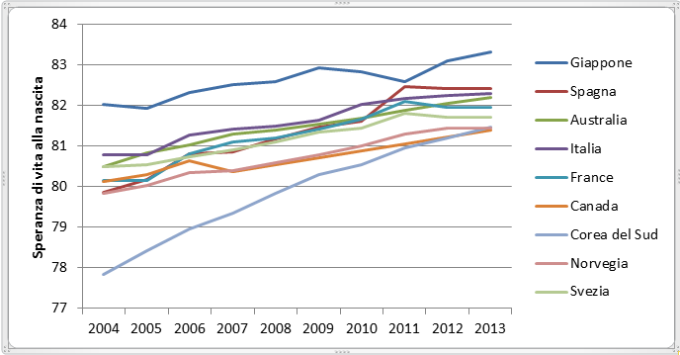 Speranza di vita alla nascita
84
83
82
81
80
79
78
77
2004 2005 2006 2007 2008 2009 2010 2011 2012 2013
Giappone
Spagna
Australia
Italia
France
Canada
Corea del Sud
Norvegia
Svezia